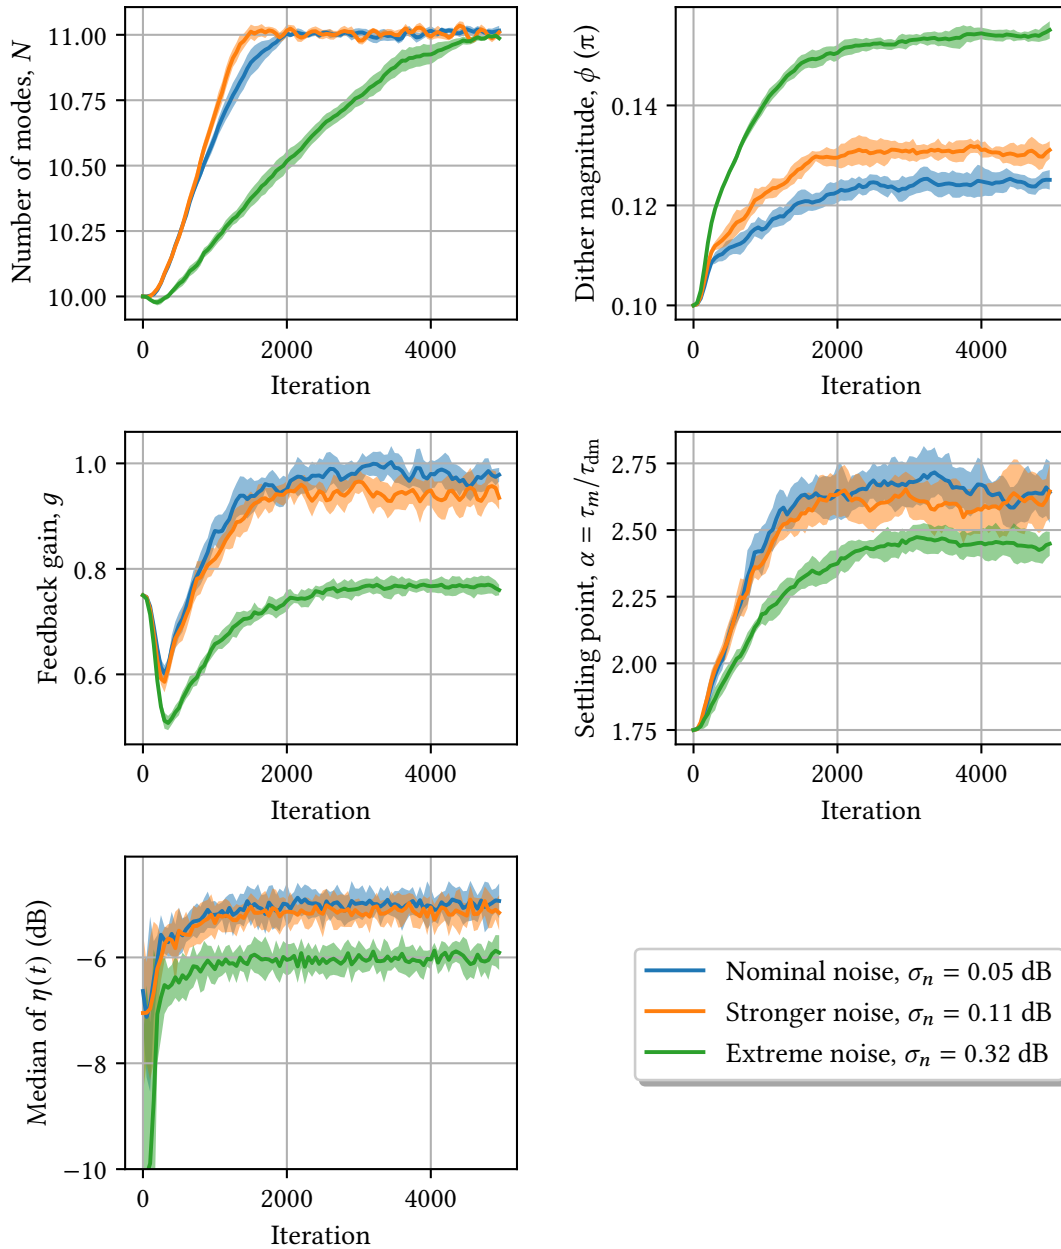 Number of modes, N
11.00
10.75
10.50
10.25
10.00
0
2000
4000
Iteration
Dither magnitude, ϕ (π)
0.14
0.12
0.10
0
2000
4000
Iteration
Feedback gain, g
1.0
0.8
0.6
0
2000
4000
Iteration
Settling point, α = τm/τdm
2.75
2.50
2.25
2.00
1.75
0
2000
4000
Iteration
Median of η(t) (dB)
−6
−8
−10
0
2000
4000
Iteration
Nominal noise, σn = 0.05 dB
Stronger noise, σn = 0.11 dB
Extreme noise, σn = 0.32 dB